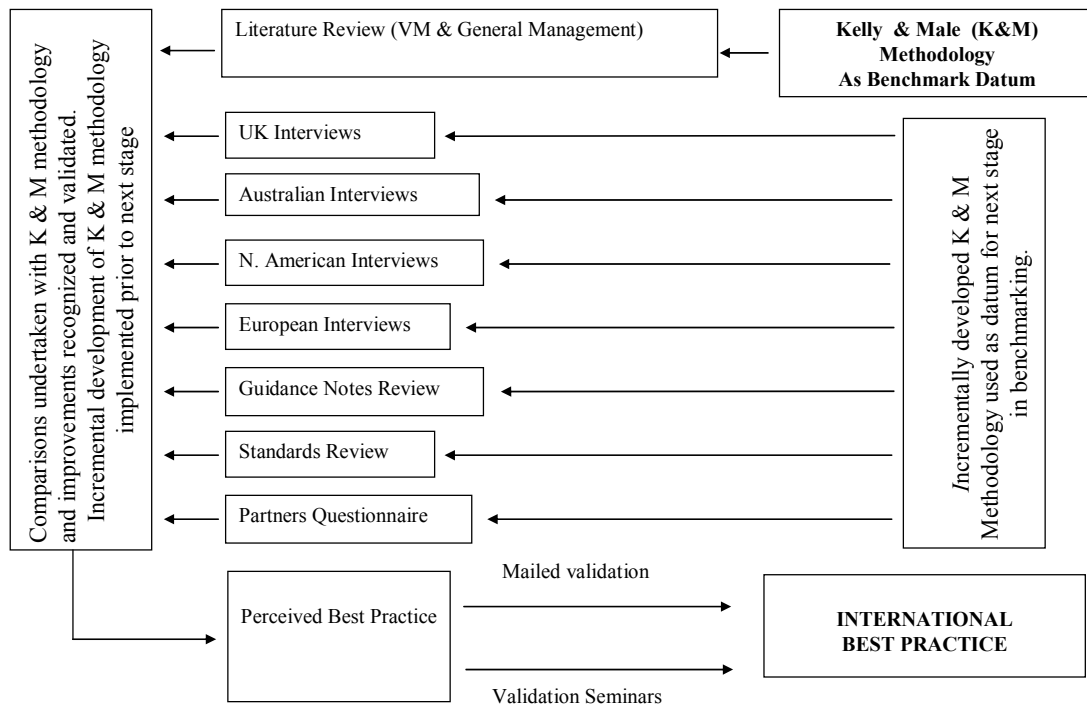 Literature Review (VM & General Management)
Kelly & Male (K&M)
Methodology
As Benchmark Datum
Comparisons undertaken with K & M methodology
and improvements recognized and validated.
Incremental development of K & M methodology
implemented prior to next stage
UK Interviews
Australian Interviews
N. American Interviews
European Interviews
Guidance Notes Review
Standards Review
Partners Questionnaire
Incrementally developed K & M
Methodology used as datum for next stage
in benchmarking.
Perceived Best Practice
Mailed validation
Validation Seminars
INTERNATIONAL
BEST PRACTICE